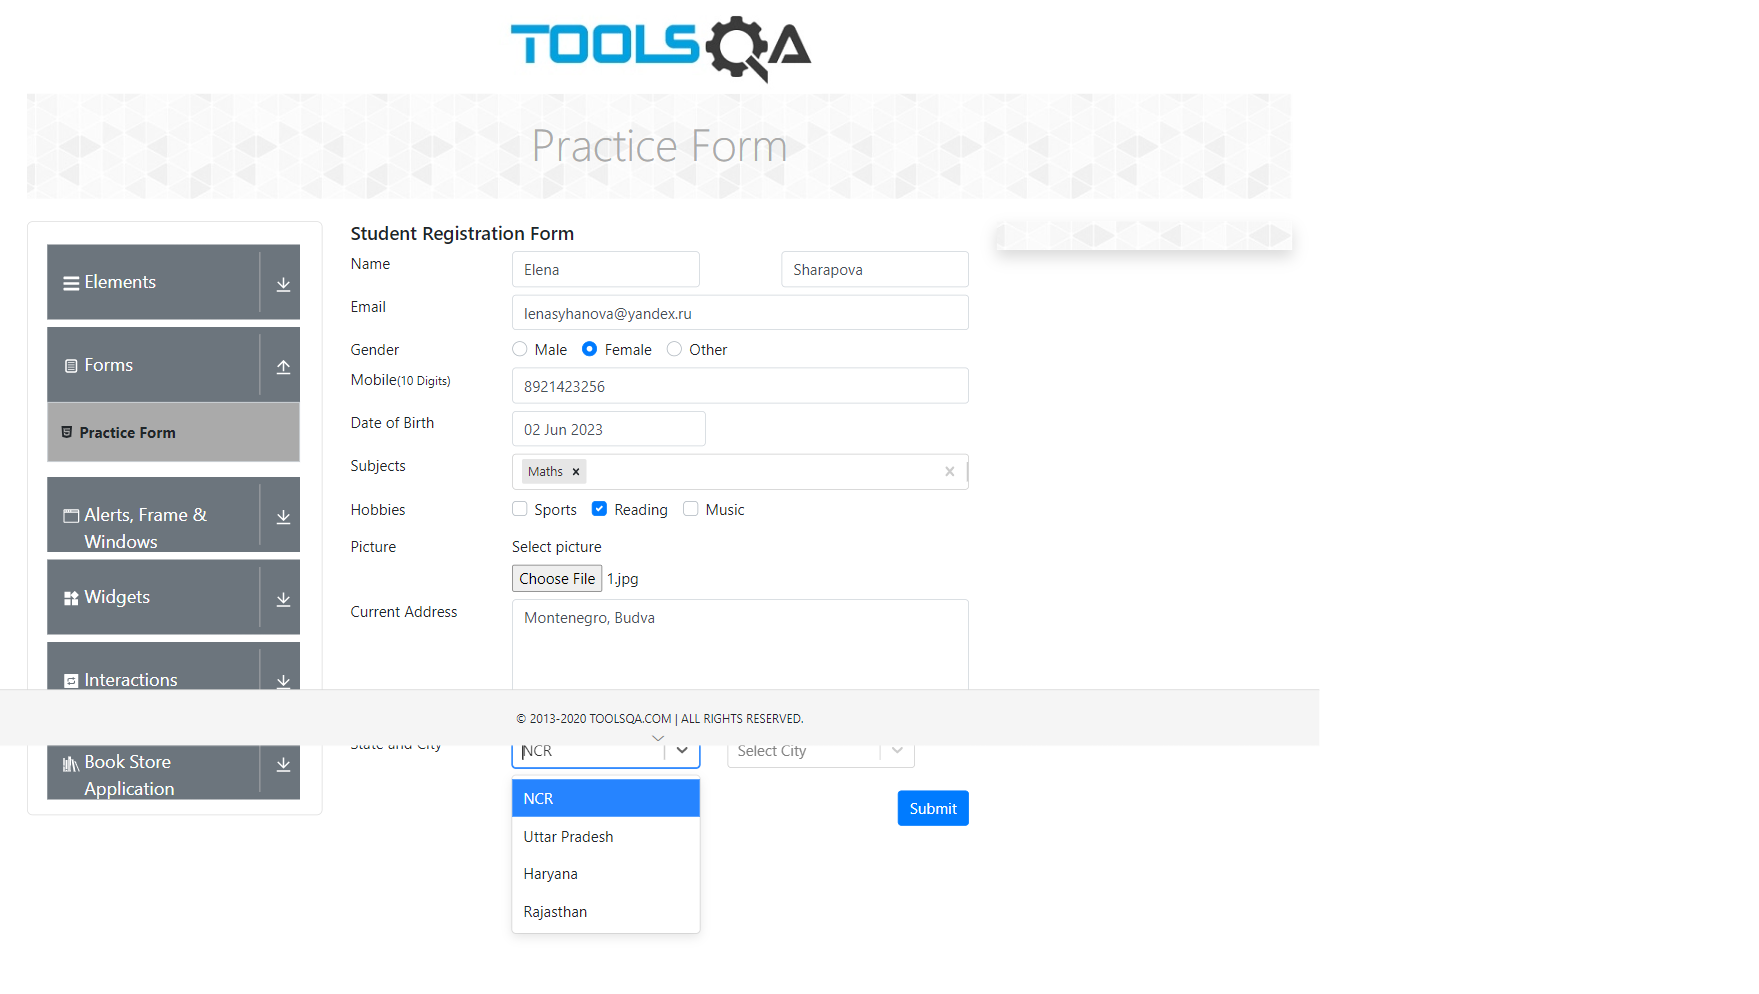 TOOLSQA
Practice Form
Elements
Forms
Practice Form
Alerts, Frame &
Windows
Widgets
Interactions
Book Store
Application
Student Registration Form
Name Elena Sharapova
Email lenasyhanova@yandex.ru
Gender Male Female Other
Mobile(10 Digits) 8921423256
Date of Birth 02 Jun 2023
Subjects Maths
Hobbies Sports Reading Music
Picture Select picture
Choose File 1.jpg
Current Address Montenegro, Budva
© 2013-2020 TOOLSQA.COM | ALL RIGHTS RESERVED.
State and City NCR Select City
NCR
Uttar Pradesh
Haryana
Rajasthan
Submit